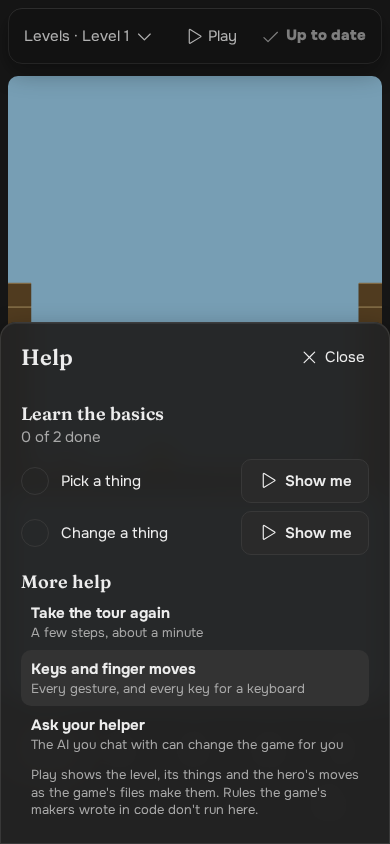 Levels · Level 1
Play
Up to date
Help
Close
Learn the basics
0 of 2 done
Pick a thing
Show me
Change a thing
Show me
More help
Take the tour again
A few steps, about a minute
Keys and finger moves
Every gesture, and every key for a keyboard
Ask your helper
The AI you chat with can change the game for you
Play shows the level, its things and the hero's moves
as the game's files make them. Rules the game's
makers wrote in code don't run here.